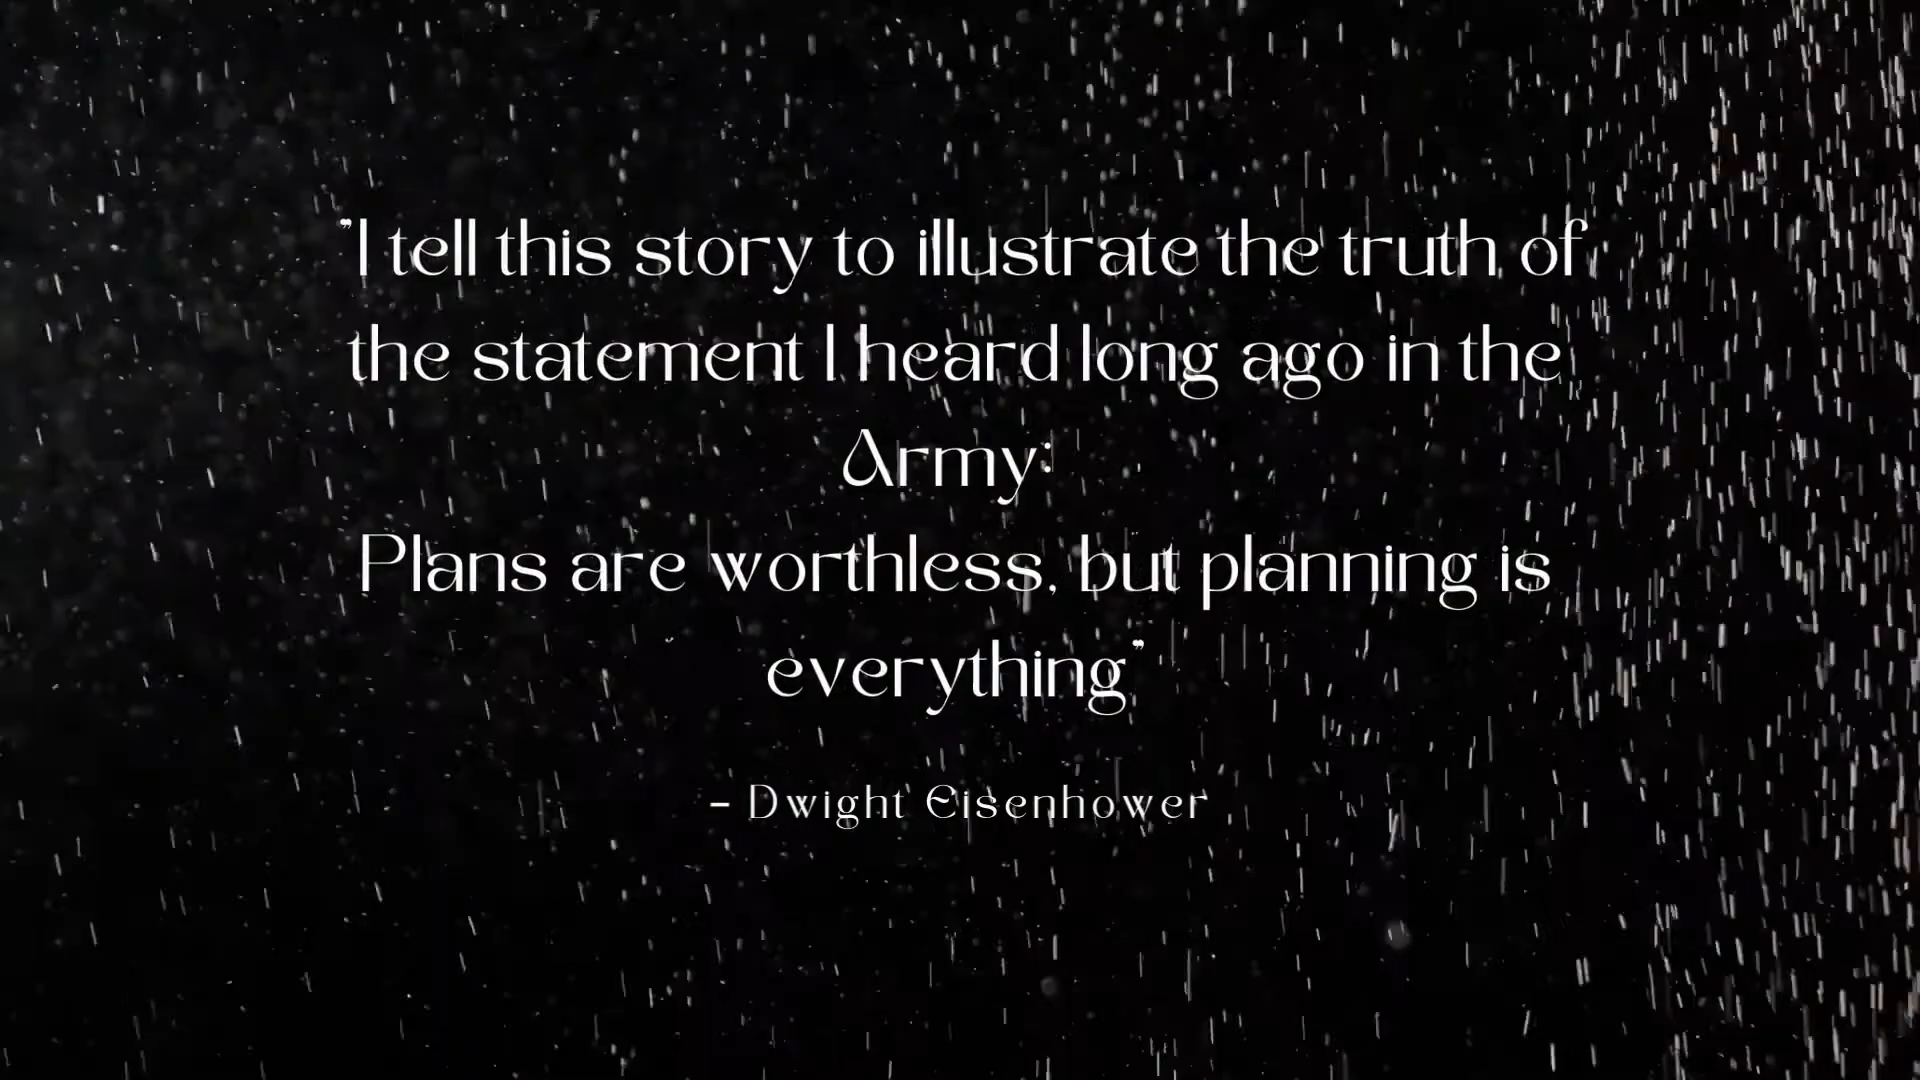 "I tell this story to illustrate the truth of
the statement I heard long ago in the
Army:
Plans are worthless, but planning is
everything"
- Dwight Eisenhower